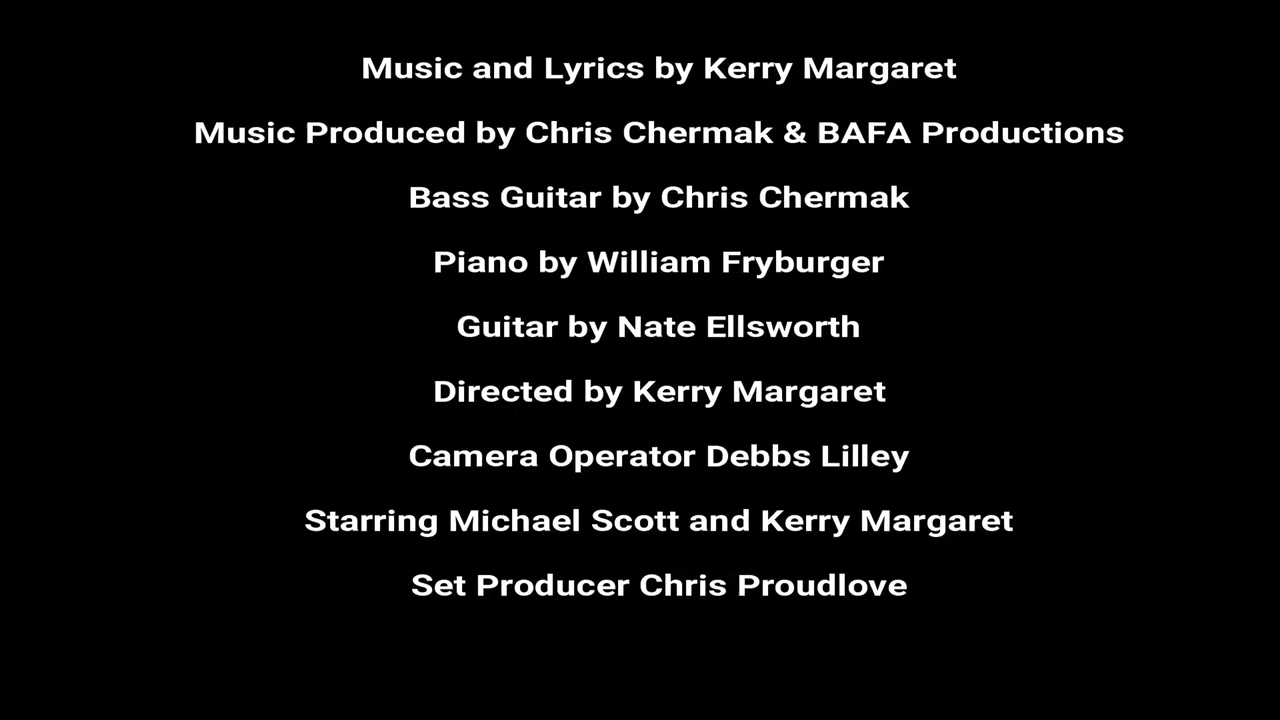 Music and Lyrics by Kerry Margaret
Music Produced by Chris Chermak & BAFA Productions
Bass Guitar by Chris Chermak
Piano by William Fryburger
Guitar by Nate Ellsworth
Directed by Kerry Margaret
Camera Operator Debbs Lilley
Starring Michael Scott and Kerry Margaret
Set Producer Chris Proudlove